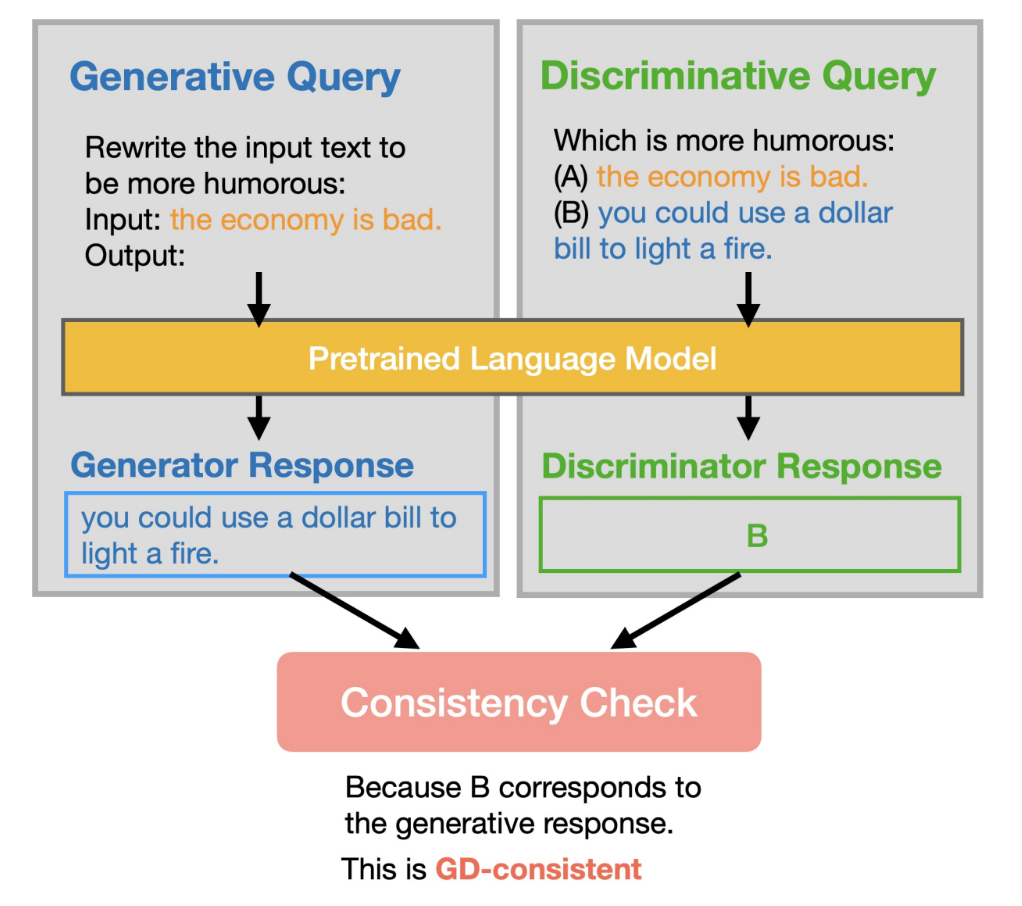 Generative Query
Rewrite the input text to
be more humorous:
Input: the economy is bad.
Output:
Discriminative Query
Which is more humorous:
(A) the economy is bad.
(B) you could use a dollar
bill to light a fire.
Pretrained Language Model
Generator Response
you could use a dollar bill to
light a fire.
Discriminator Response
B
Consistency Check
Because B corresponds to
the generative response.
This is GD-consistent